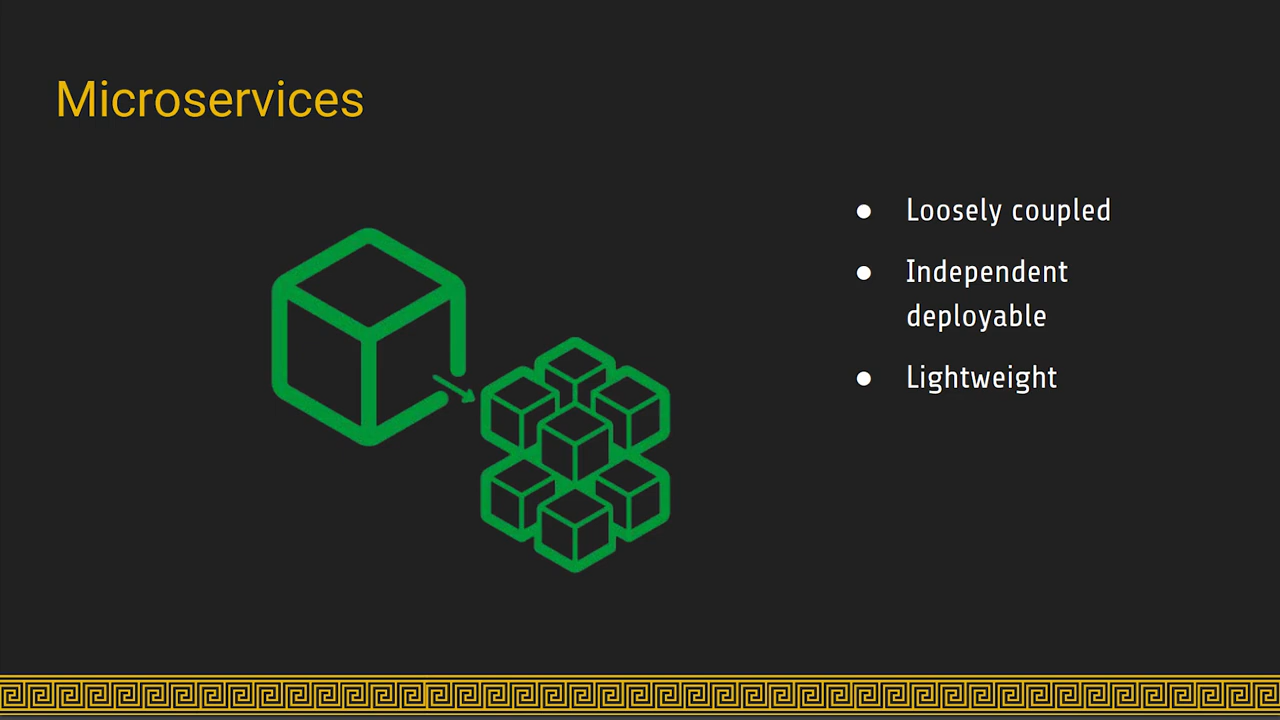 Microservices
● Loosely coupled
● Independent
deployable
● Lightweight